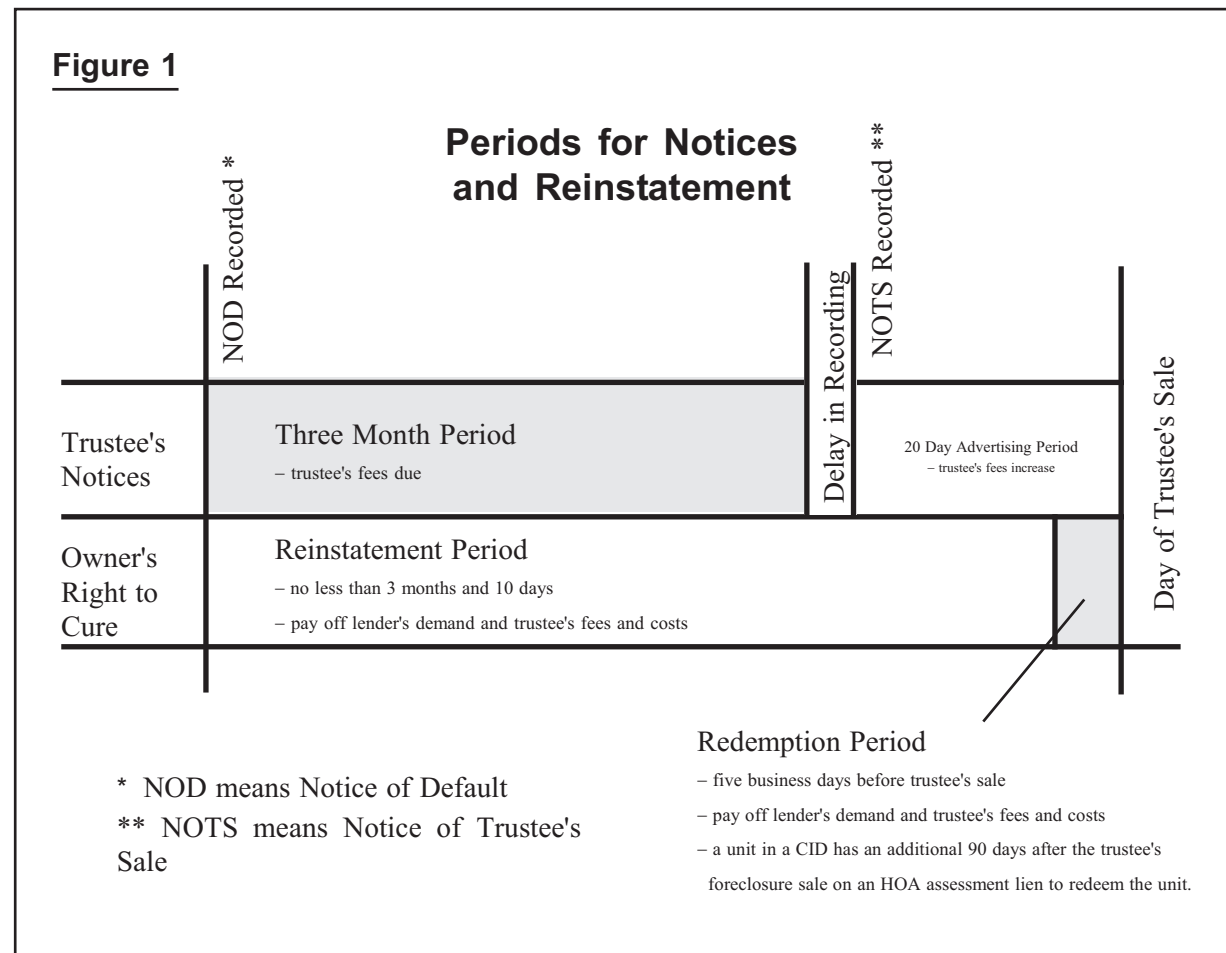 Figure 1
Periods for Notices
and Reinstatement
NOD Recorded *
Delay in Recording
NOTS Recorded **
Day of Trustee's Sale
Trustee's
Notices
Three Month Period
– trustee's fees due
20 Day Advertising Period
– trustee's fees increase
Owner's
Right to
Cure
Reinstatement Period
– no less than 3 months and 10 days
– pay off lender's demand and trustee's fees and costs
Redemption Period
– five business days before trustee's sale
– pay off lender's demand and trustee's fees and costs
– a unit in a CID has an additional 90 days after the trustee's
foreclosure sale on an HOA assessment lien to redeem the unit.
* NOD means Notice of Default
** NOTS means Notice of Trustee's
Sale